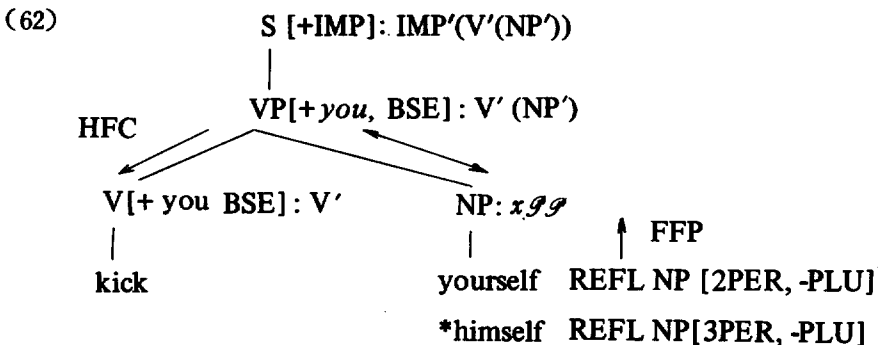 (62) S [+IMP]: IMP′(V′(NP′))
VP[+you, BSE] : V′ (NP′)
HFC
V[+ you BSE] : V′ NP: x𝒫𝒫
FFP
kick yourself REFL NP [2PER, -PLU]
*himself REFL NP[3PER, -PLU]